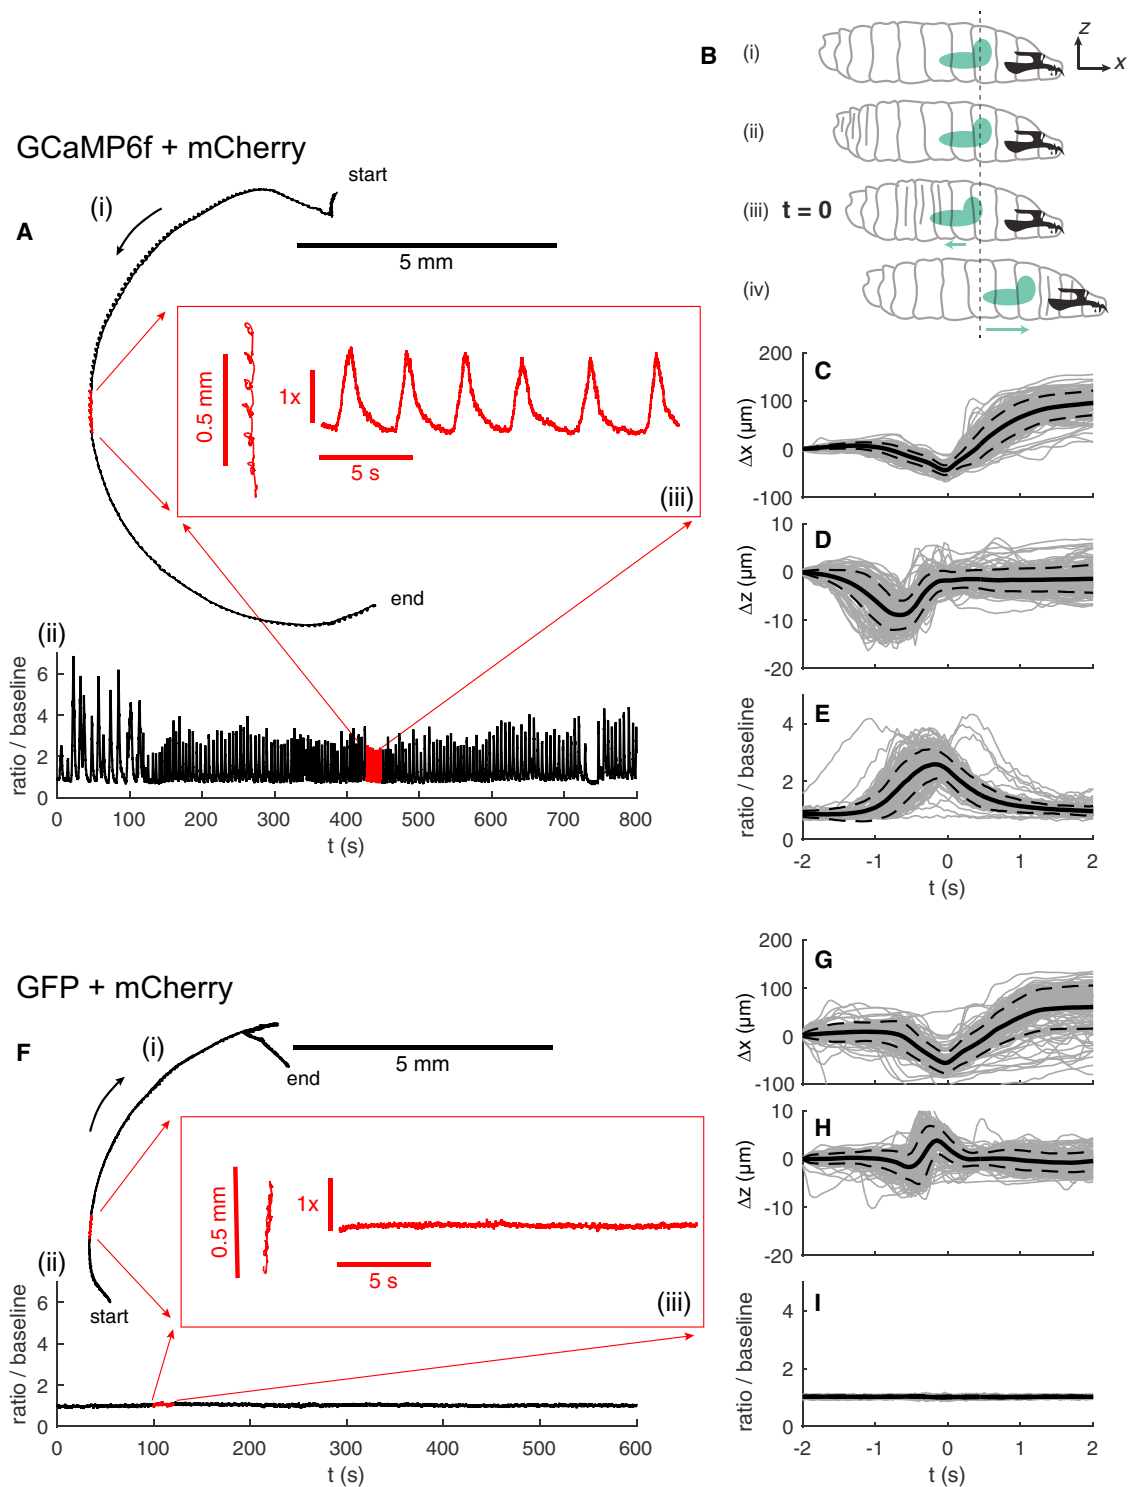 B
(i)
z
x
(ii)
(iii) t = 0
(iv)
GCaMP6f + mCherry
A
(i)
start
5 mm
0.5 mm
1x
5 s
(iii)
end
(ii)
ratio / baseline
6
4
2
0
0 100 200 300 400 500 600 700 800
t (s)
C
Δx (µm)
200
100
0
-100
D
Δz (µm)
10
0
-10
-20
E
ratio / baseline
4
2
0
-2 -1 0 1 2
t (s)
GFP + mCherry
F
(i)
5 mm
end
0.5 mm
1x
5 s
(iii)
(ii)
start
ratio / baseline
6
4
2
0
0 100 200 300 400 500 600
t (s)
G
Δx (µm)
200
100
0
-100
H
Δz (µm)
10
0
-10
-20
I
ratio / baseline
4
2
0
-2 -1 0 1 2
t (s)